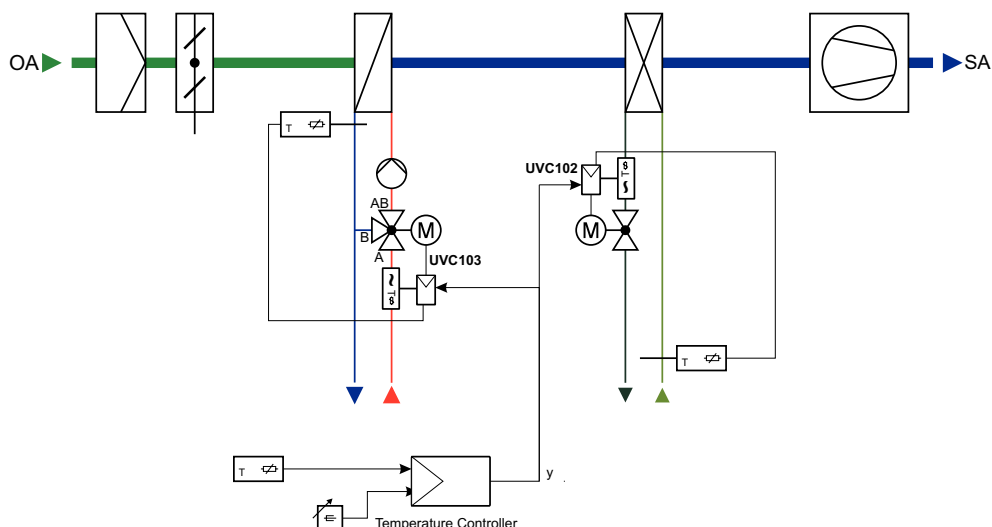 OA
SA
T
UVC102
T
S
AB
M
B
M
A
UVC103
T
S
T
T
y
Temperature Controller